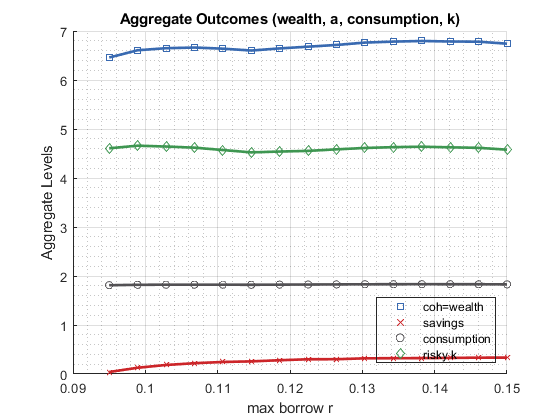 Aggregate Outcomes (wealth, a, consumption, k)
7
6
5
4
3
2
1
0
Aggregate Levels
coh=wealth
savings
consumption
risky k
0.09 0.1 0.11 0.12 0.13 0.14 0.15
max borrow r